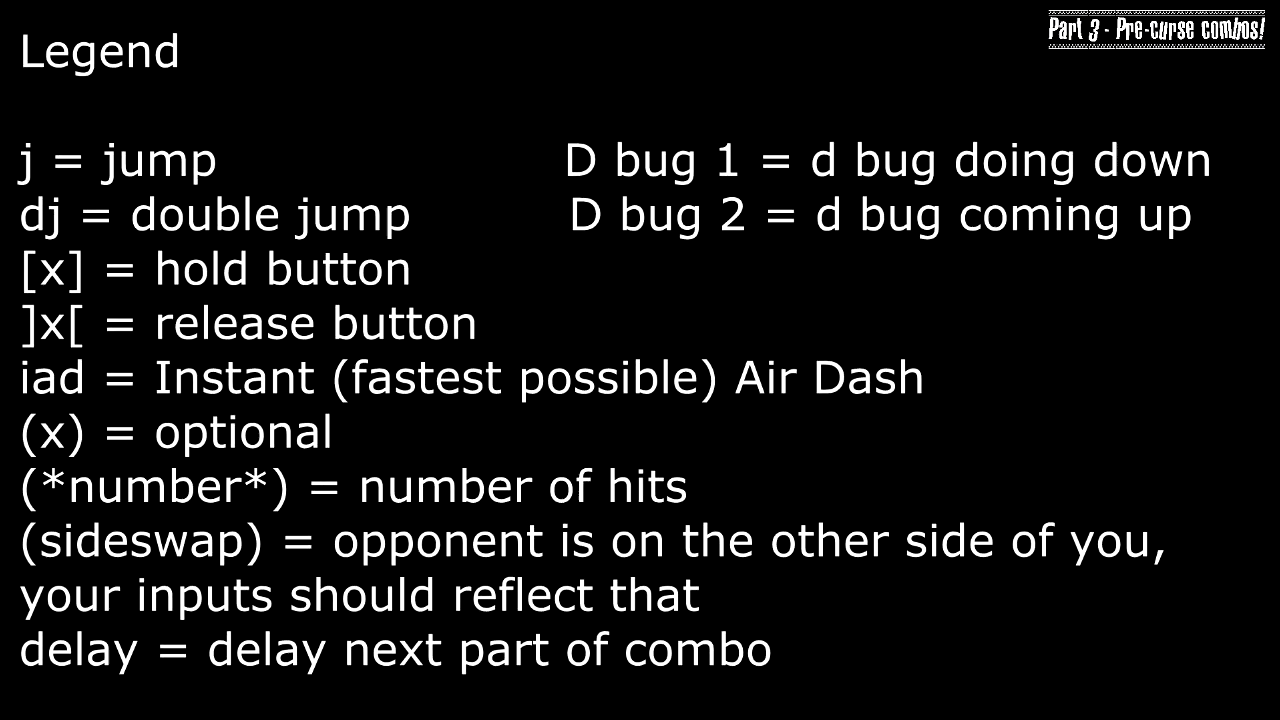 Part 3 - Pre-curse combos!
Legend
j = jump
D bug 1 = d bug doing down
dj = double jump
D bug 2 = d bug coming up
[x] = hold button
]x[ = release button
iad = Instant (fastest possible) Air Dash
(x) = optional
(*number*) = number of hits
(sideswap) = opponent is on the other side of you,
your inputs should reflect that
delay = delay next part of combo